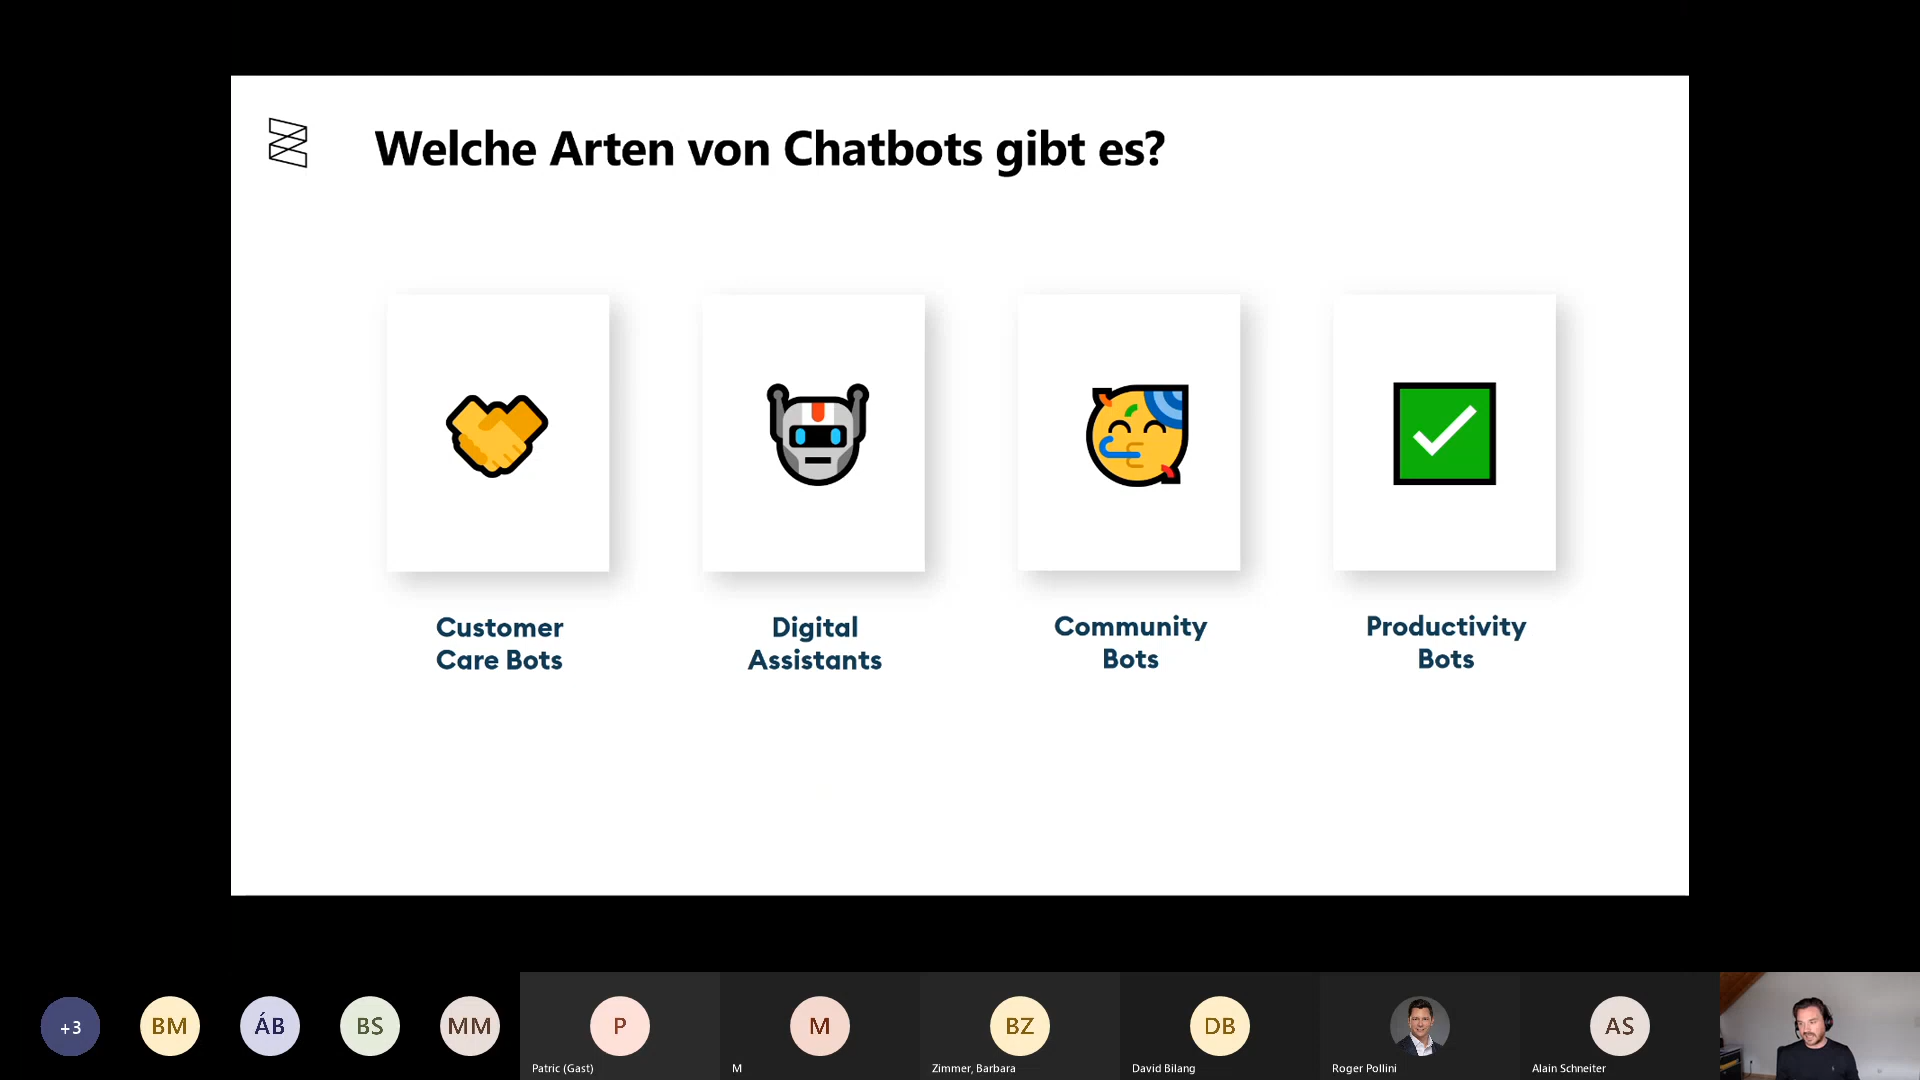 Welche Arten von Chatbots gibt es?
Customer
Care Bots
Digital
Assistants
Community
Bots
Productivity
Bots
+3
BM
ÁB
BS
MM
P
Patric (Gast)
M
M
BZ
Zimmer, Barbara
DB
David Bilang
Roger Pollini
AS
Alain Schneiter